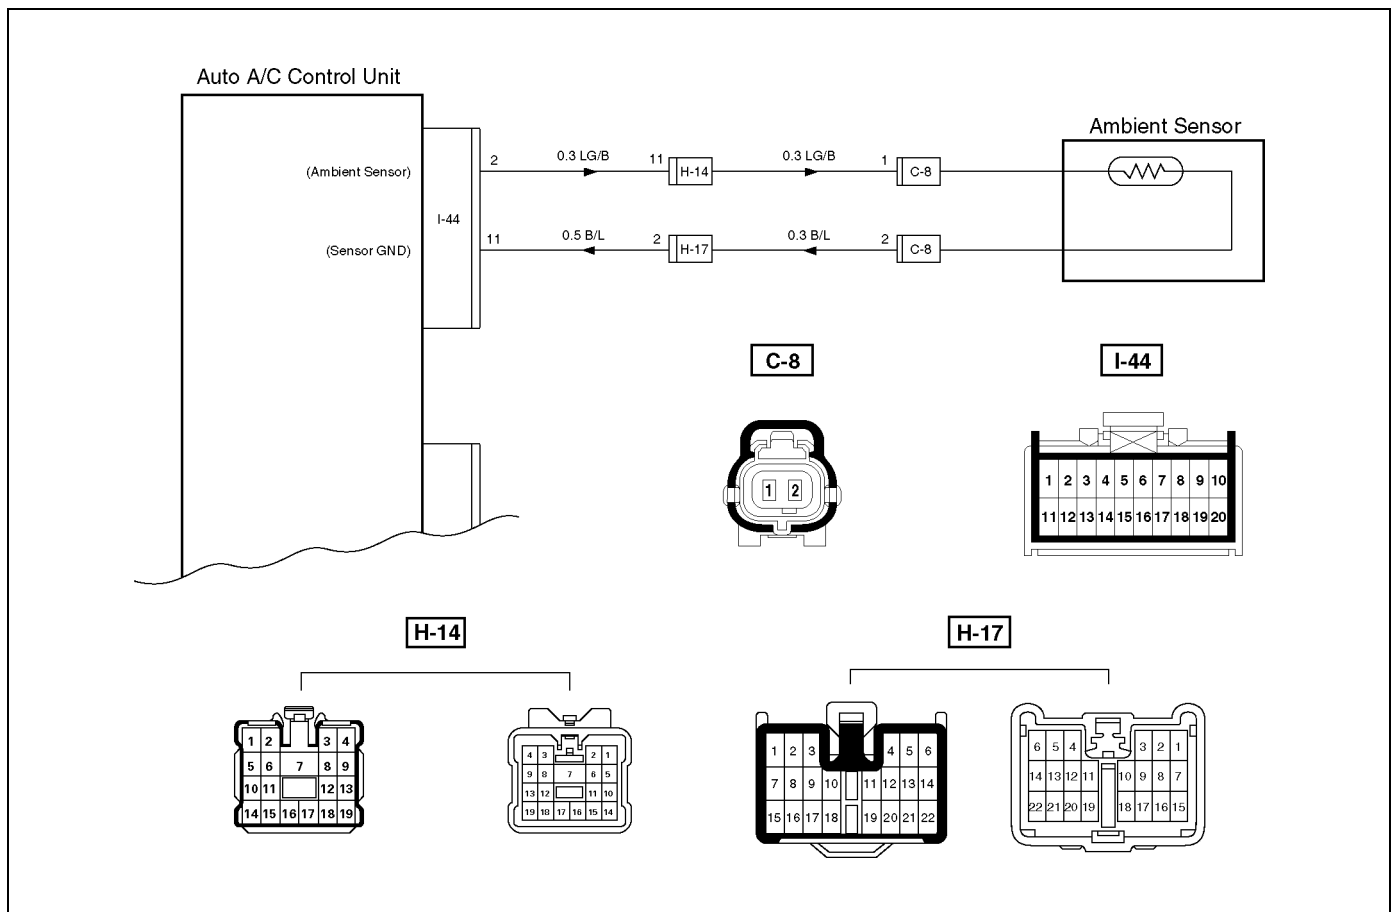 Auto A/C Control Unit
Ambient Sensor
(Ambient Sensor) 2 0.3 LG/B 11 H-14 0.3 LG/B 1 C-8
I-44
(Sensor GND) 11 0.5 B/L 2 H-17 0.3 B/L 2 C-8
C-8
I-44
1 2
1 2 3 4 5 6 7 8 9 10
11 12 13 14 15 16 17 18 19 20
H-14
H-17
1 2 3 4
5 6 7 8 9
10 11 12 13
14 15 16 17 18 19
4 3 2 1
9 8 7 6 5
13 12 11 10
19 18 17 16 15 14
1 2 3 4 5 6
7 8 9 10 11 12 13 14
15 16 17 18 19 20 21 22
6 5 4 3 2 1
14 13 12 11 10 9 8 7
22 21 20 19 18 17 16 15